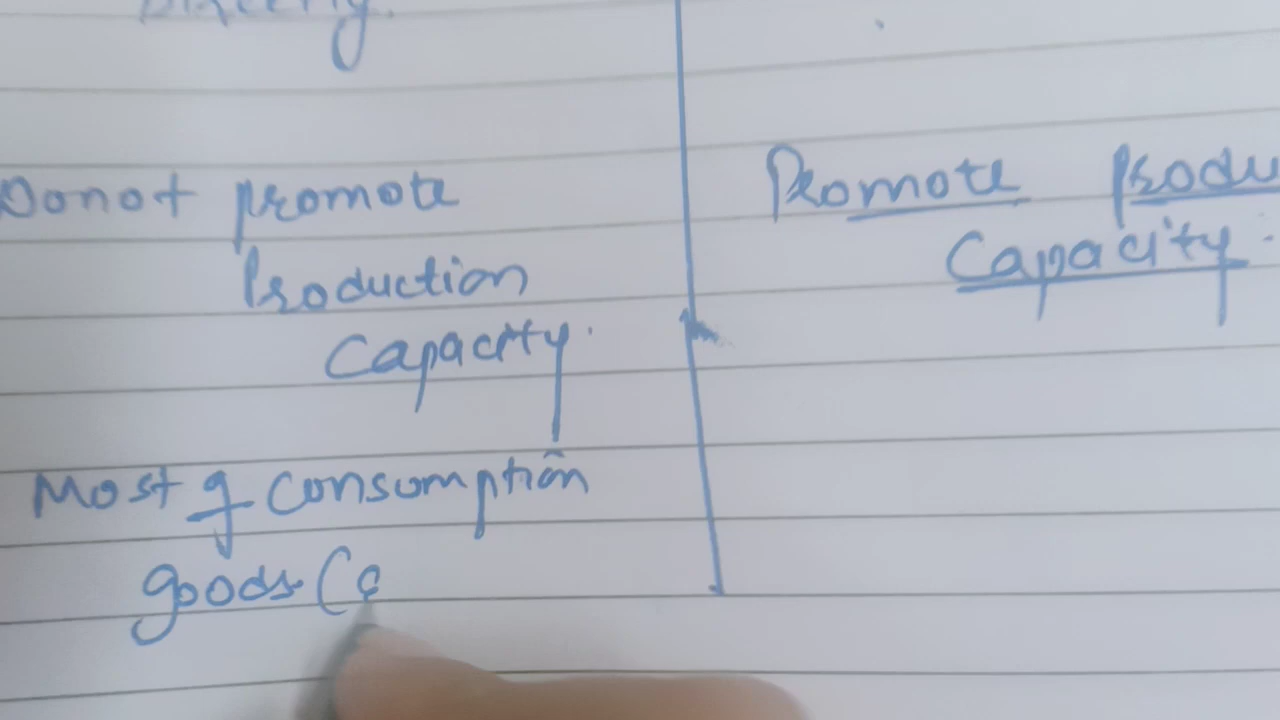 Donot promote
Production
Capacity.
Most of consumption
goods (
Promote Produ
Capacity.